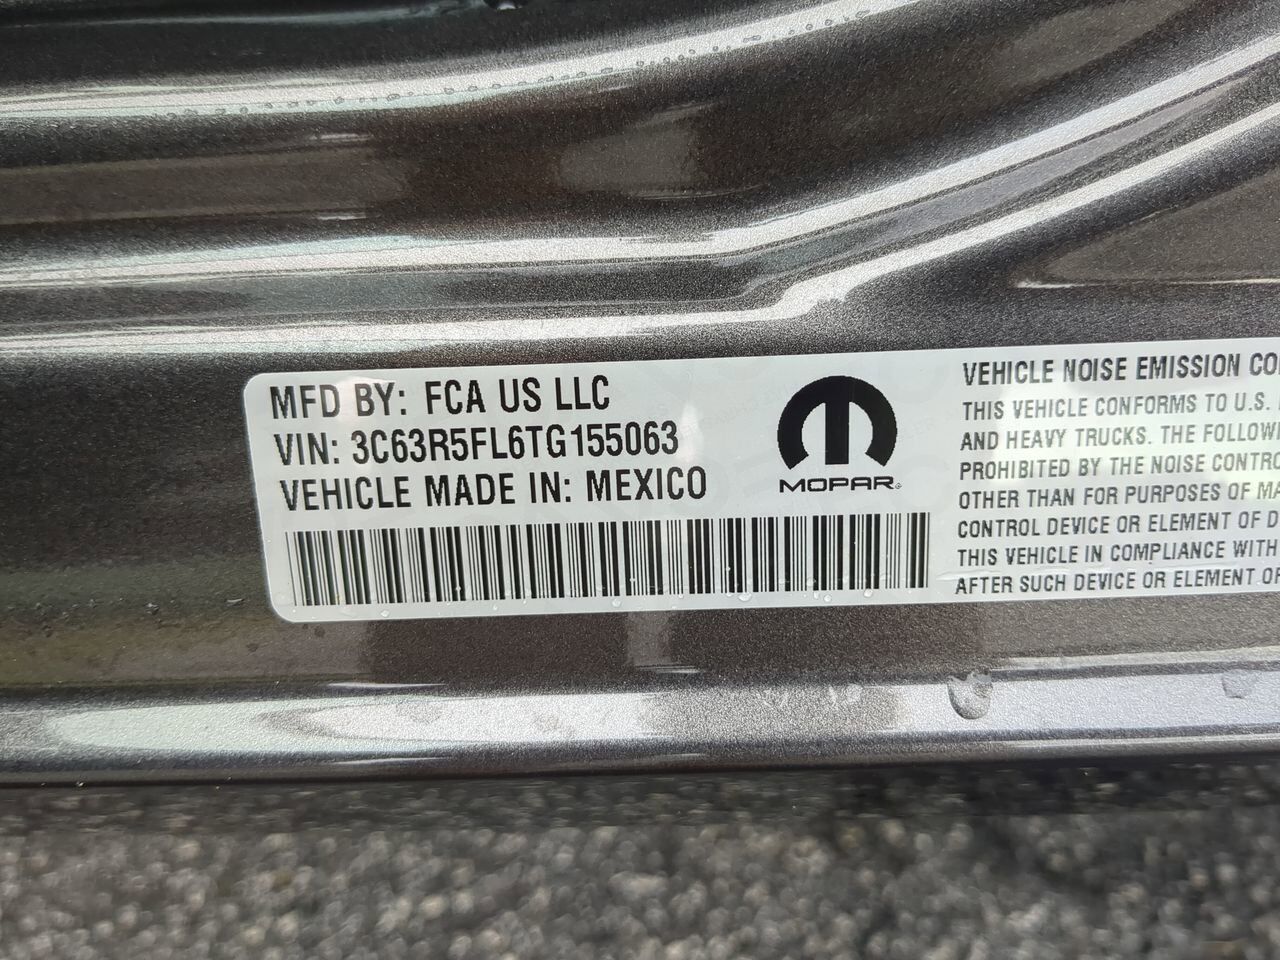 MFD BY: FCA US LLC
VIN: 3C63R5FL6TG155063
VEHICLE MADE IN: MEXICO
MOPAR
VEHICLE NOISE EMISSION
THIS VEHICLE CONFORMS TO U.S.
AND HEAVY TRUCKS. THE
PROHIBITED BY THE NOISE
OTHER THAN FOR PURPOSES OF
CONTROL DEVICE OR ELEMENT OF
THIS VEHICLE IN COMPLIANCE WITH
AFTER SUCH DEVICE OR ELEMENT